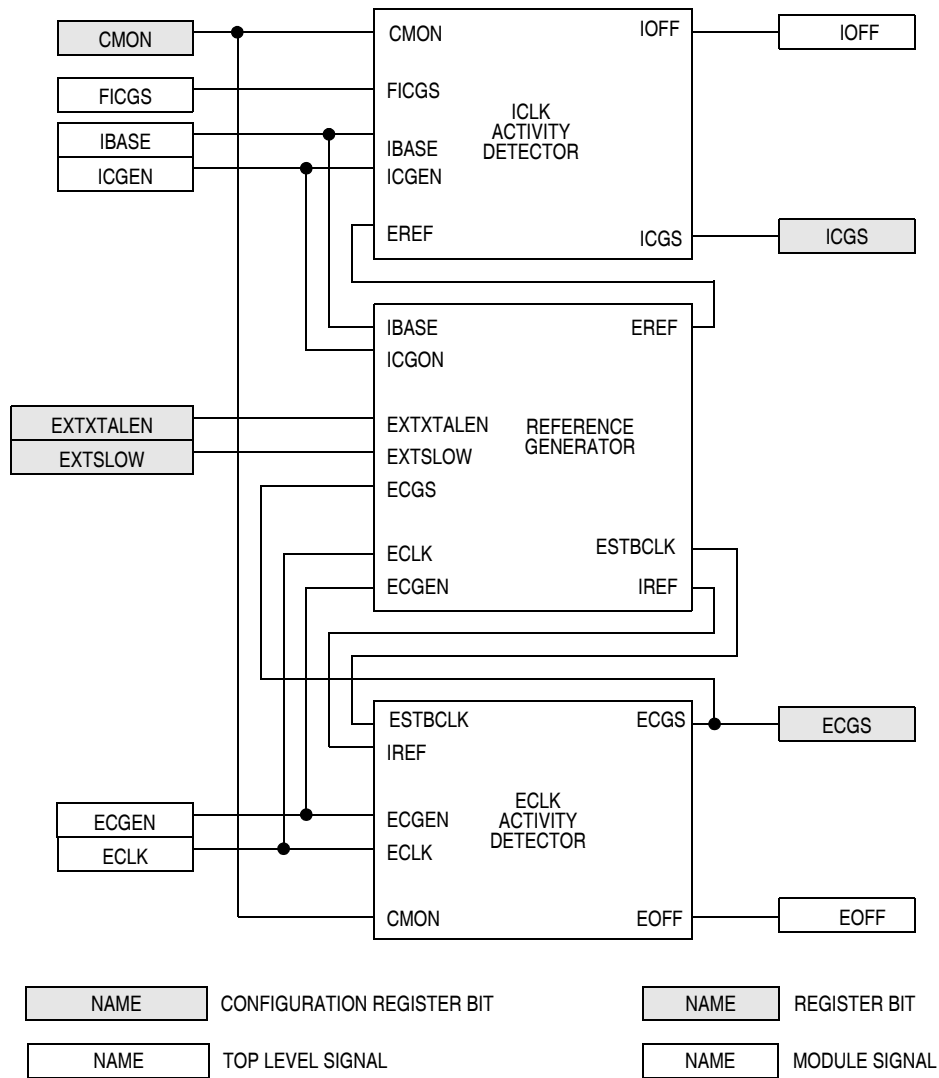 CMON
FICGS
IBASE
ICGEN
CMON
FICGS
IBASE
ICGEN
EREF
ICLK
ACTIVITY
DETECTOR
IOFF
ICGS
IOFF
ICGS
EXTXTALEN
EXTSLOW
IBASE
ICGON
EXTXTALEN
EXTSLOW
ECGS
ECLK
ECGEN
REFERENCE
GENERATOR
EREF
ESTBCLK
IREF
ECGEN
ECLK
ESTBCLK
IREF
ECGEN
ECLK
CMON
ECLK
ACTIVITY
DETECTOR
ECGS
EOFF
ECGS
EOFF
NAME CONFIGURATION REGISTER BIT
NAME REGISTER BIT
NAME TOP LEVEL SIGNAL
NAME MODULE SIGNAL